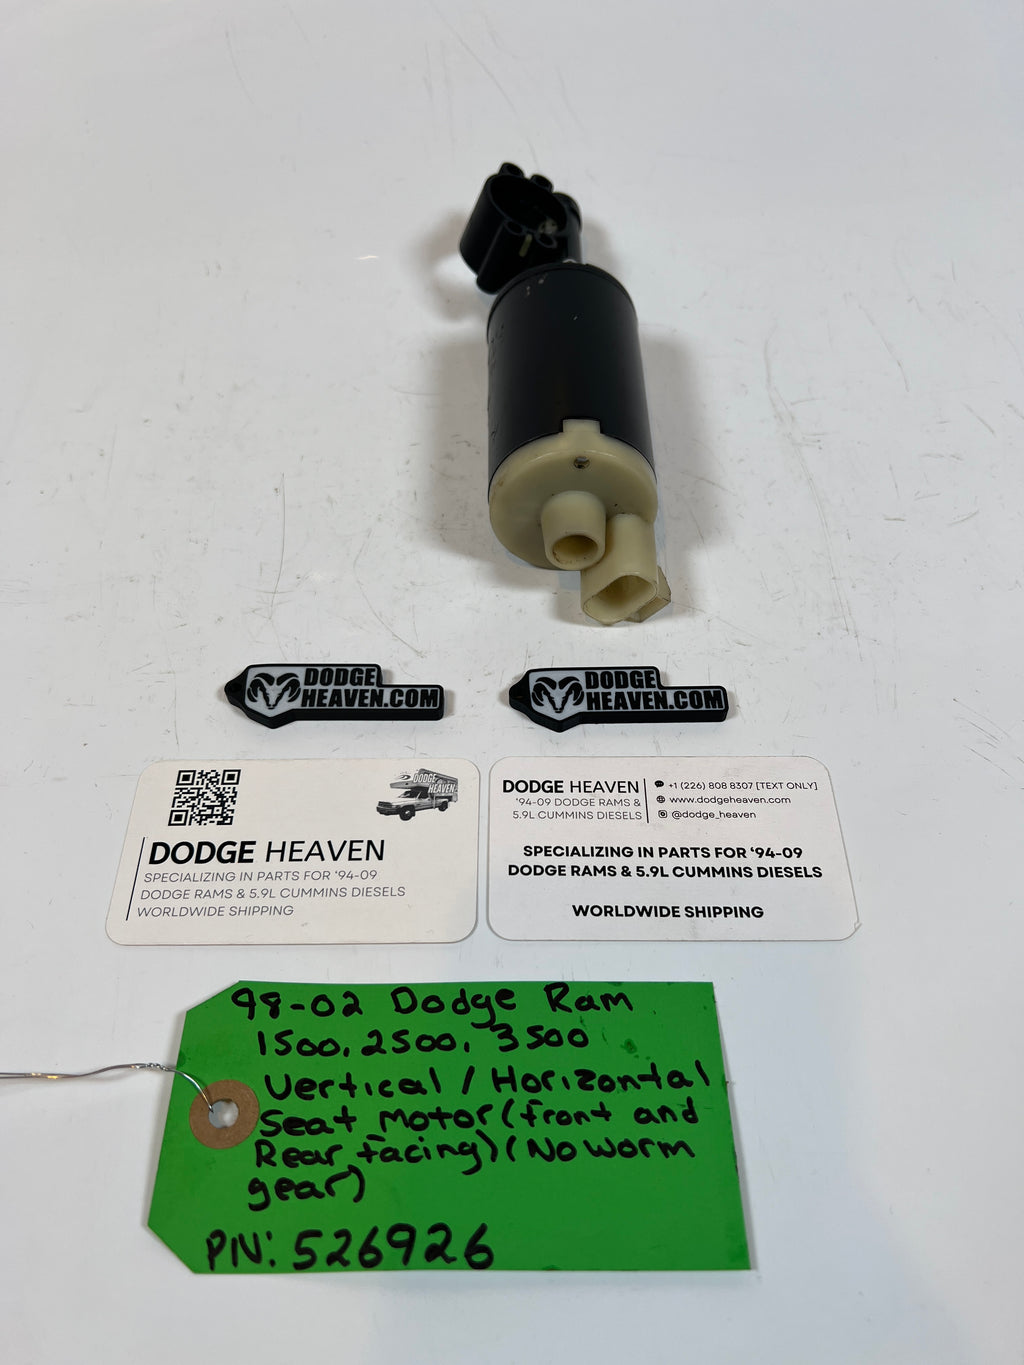 DODGE
HEAVEN.COM
DODGE
HEAVEN.COM
DODGE
HEAVEN
DODGE HEAVEN
SPECIALIZING IN PARTS FOR ‘94-09
DODGE RAMS & 5.9L CUMMINS DIESELS
WORLDWIDE SHIPPING
DODGE HEAVEN
‘94-09 DODGE RAMS &
5.9L CUMMINS DIESELS
+1 (226) 808 8307 [TEXT ONLY]
www.dodgeheaven.com
@dodge_heaven
SPECIALIZING IN PARTS FOR ‘94-09
DODGE RAMS & 5.9L CUMMINS DIESELS
WORLDWIDE SHIPPING
98-02 Dodge Ram
1500, 2500, 3500
Vertical / Horizontal
Seat Motor (front and
Rear facing) (No worm
gear)
PN: 526926